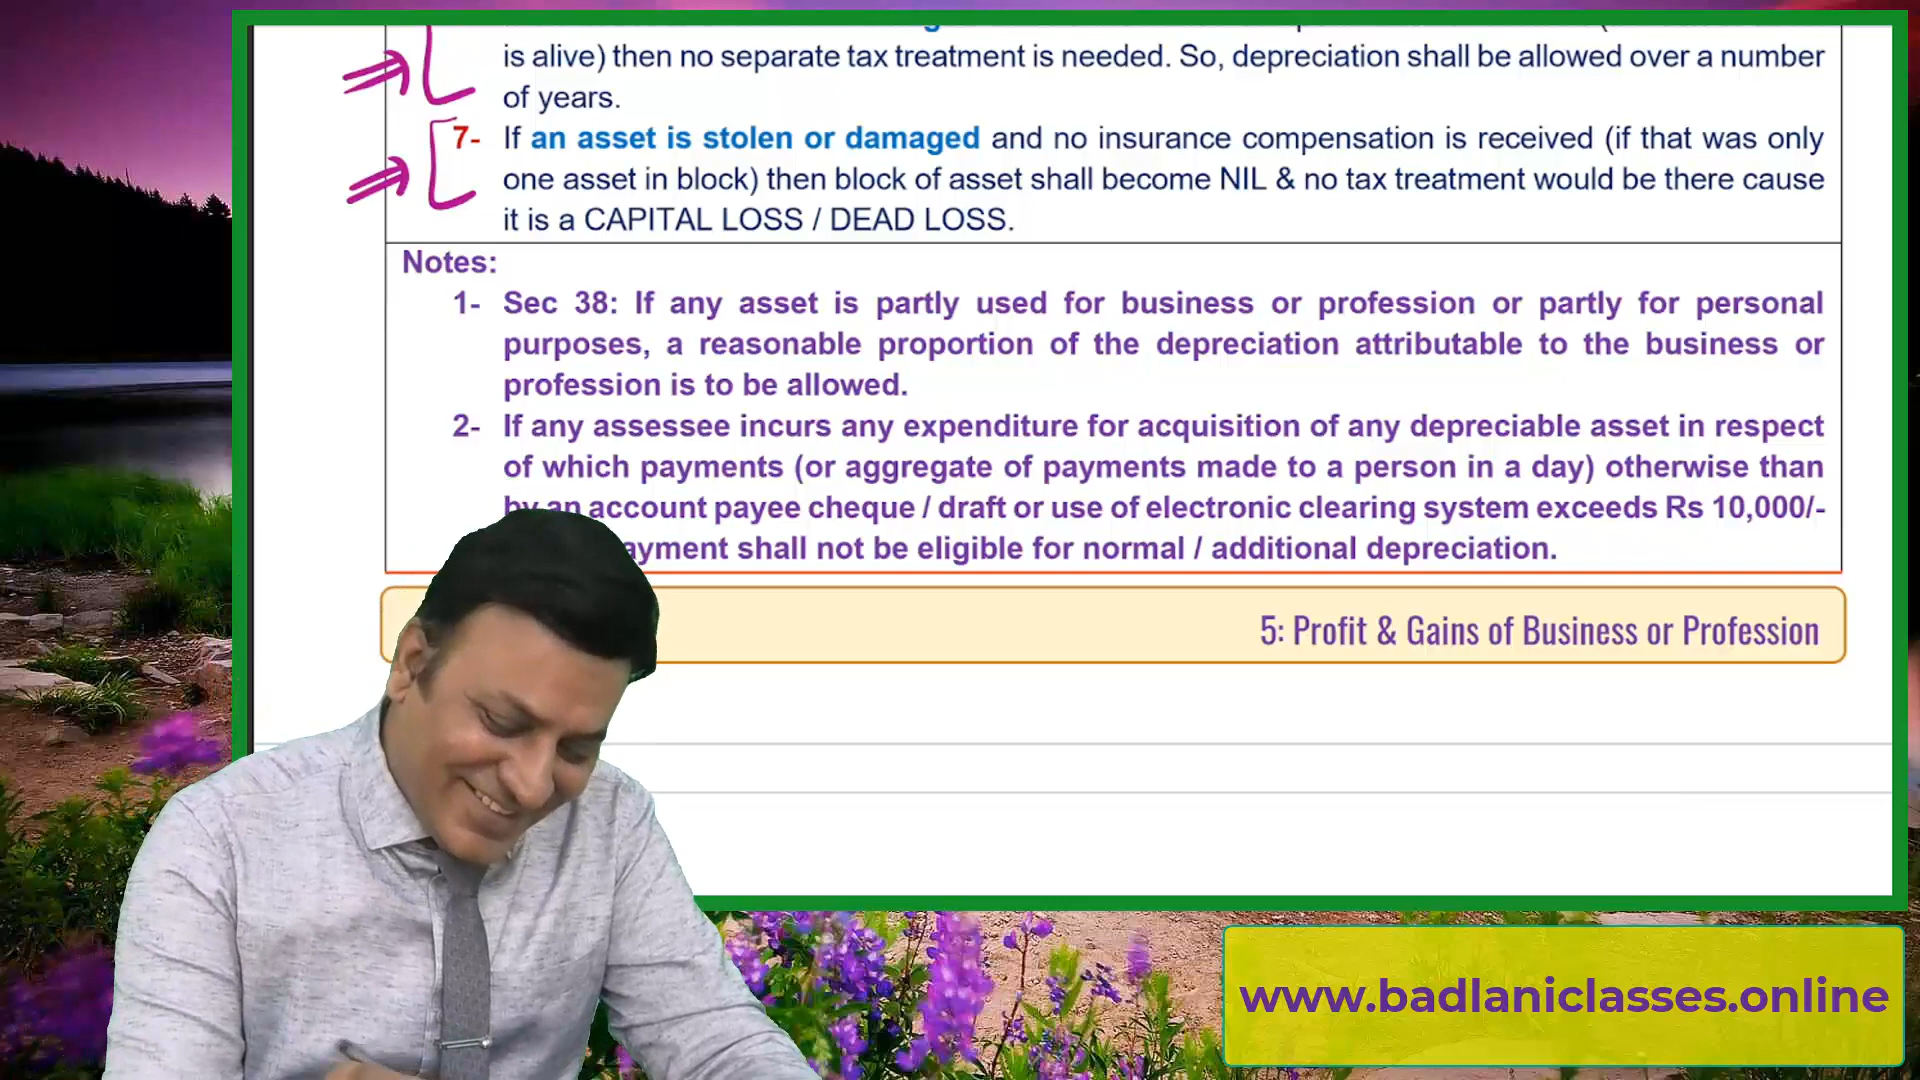 is alive) then no separate tax treatment is needed. So, depreciation shall be allowed over a number
of years.
7- If an asset is stolen or damaged and no insurance compensation is received (if that was only
one asset in block) then block of asset shall become NIL & no tax treatment would be there cause
it is a CAPITAL LOSS / DEAD LOSS.
Notes:
1- Sec 38: If any asset is partly used for business or profession or partly for personal
purposes, a reasonable proportion of the depreciation attributable to the business or
profession is to be allowed.
2- If any assessee incurs any expenditure for acquisition of any depreciable asset in respect
of which payments (or aggregate of payments made to a person in a day) otherwise than
by an account payee cheque / draft or use of electronic clearing system exceeds Rs 10,000/-
ayment shall not be eligible for normal / additional depreciation.
5: Profit & Gains of Business or Profession
www.badlaniclasses.online